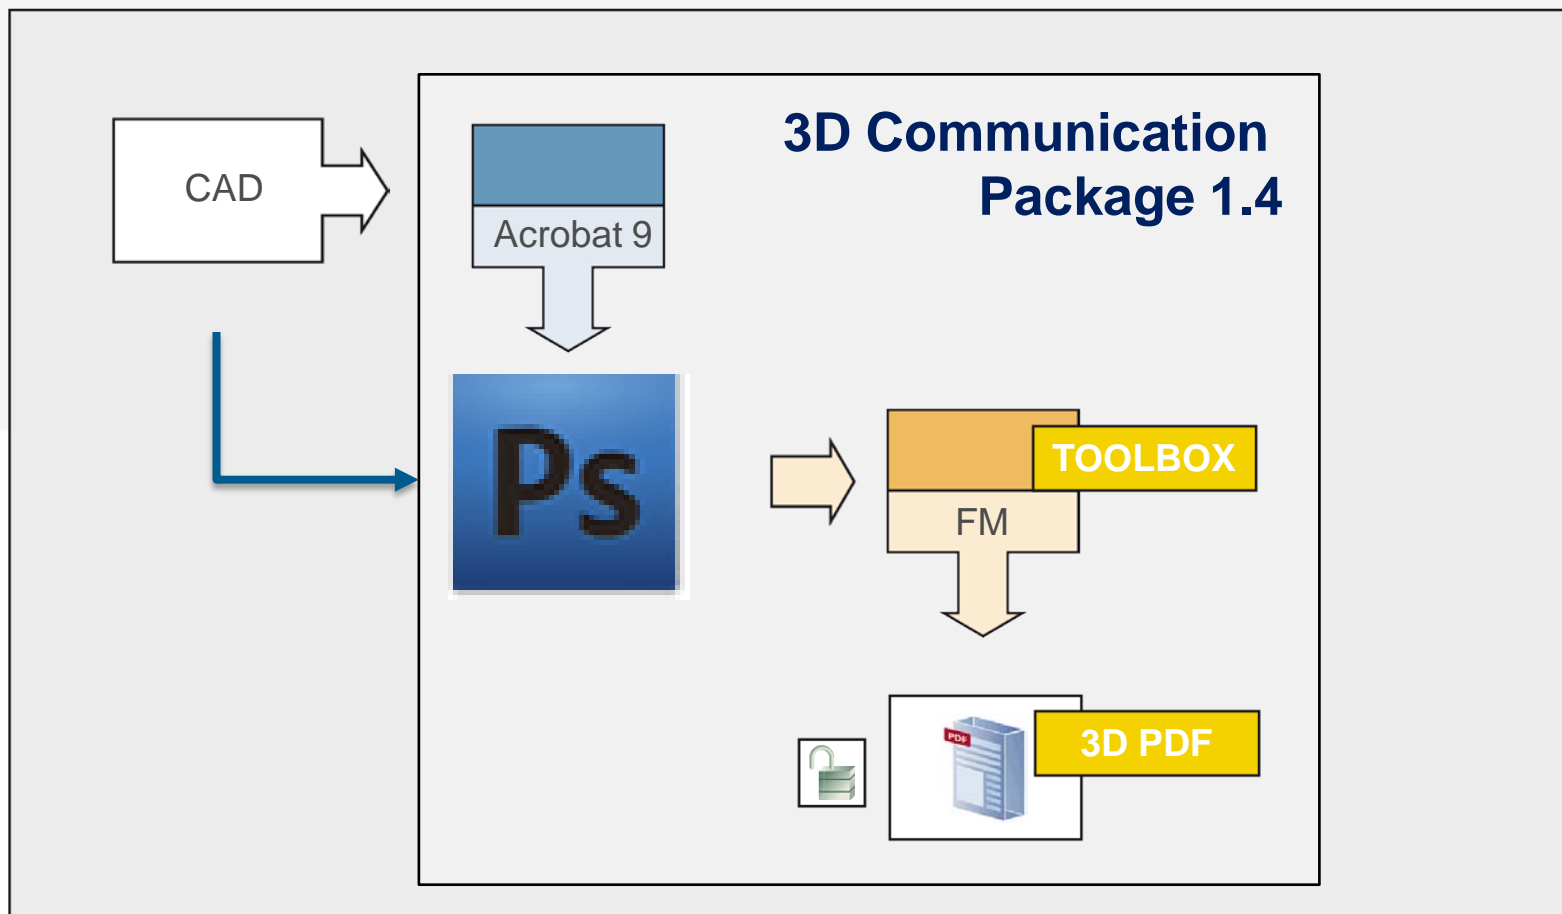 3D Communication
Package 1.4
CAD
Acrobat 9
Ps
TOOLBOX
FM
PDF
3D PDF